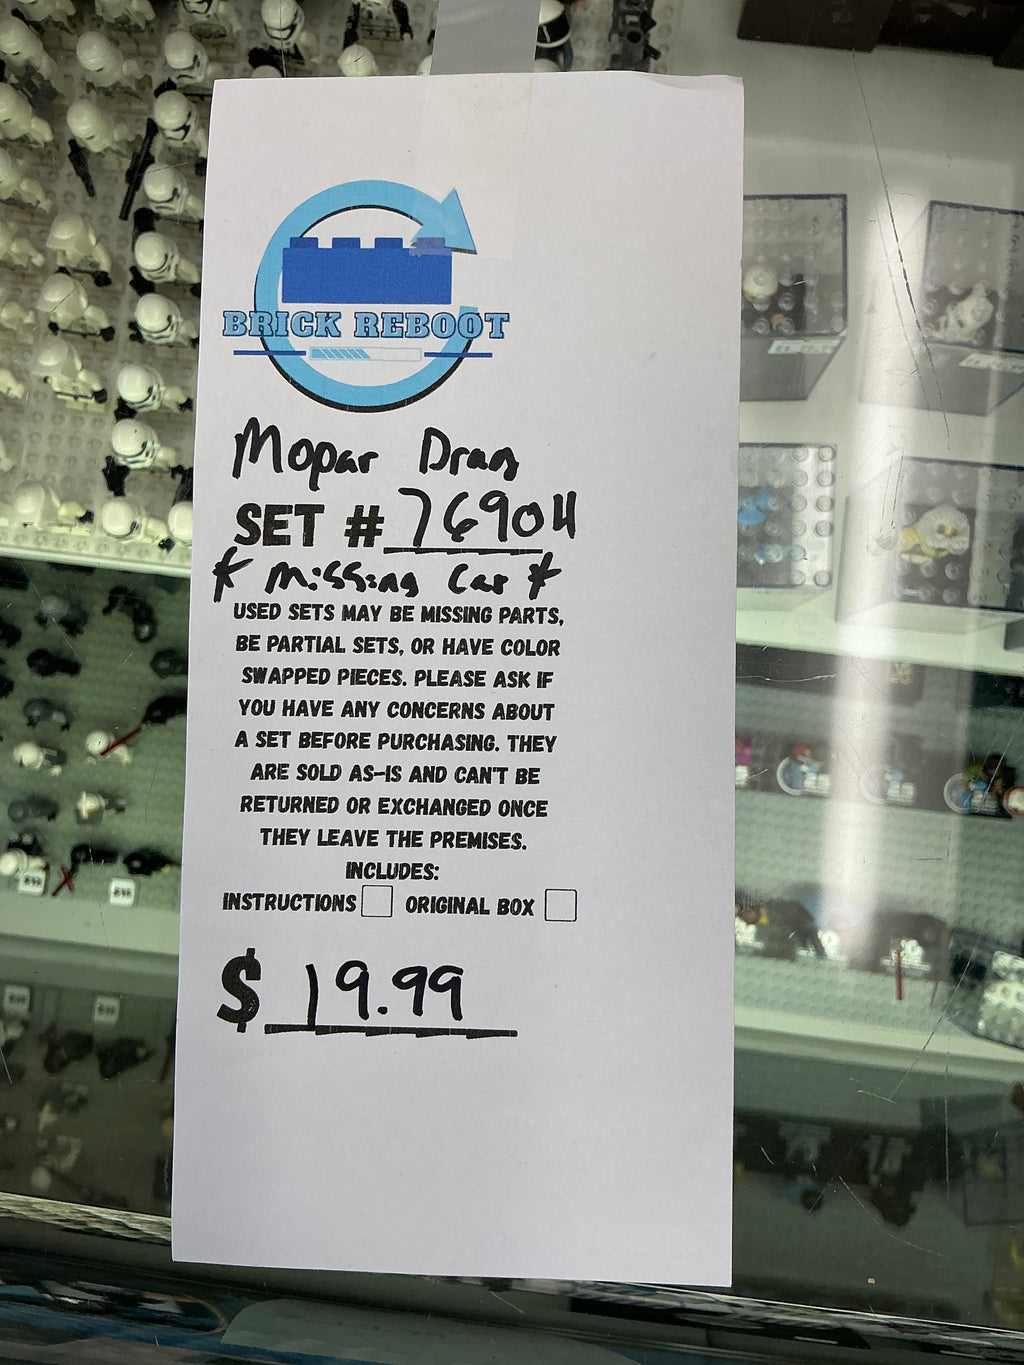 BRICK REBOOT
Mopar Drag
SET # 76904
* Missing Car *
USED SETS MAY BE MISSING PARTS,
BE PARTIAL SETS, OR HAVE COLOR
SWAPPED PIECES. PLEASE ASK IF
YOU HAVE ANY CONCERNS ABOUT
A SET BEFORE PURCHASING. THEY
ARE SOLD AS-IS AND CAN'T BE
RETURNED OR EXCHANGED ONCE
THEY LEAVE THE PREMISES.
INCLUDES:
INSTRUCTIONS ORIGINAL BOX
$ 19.99